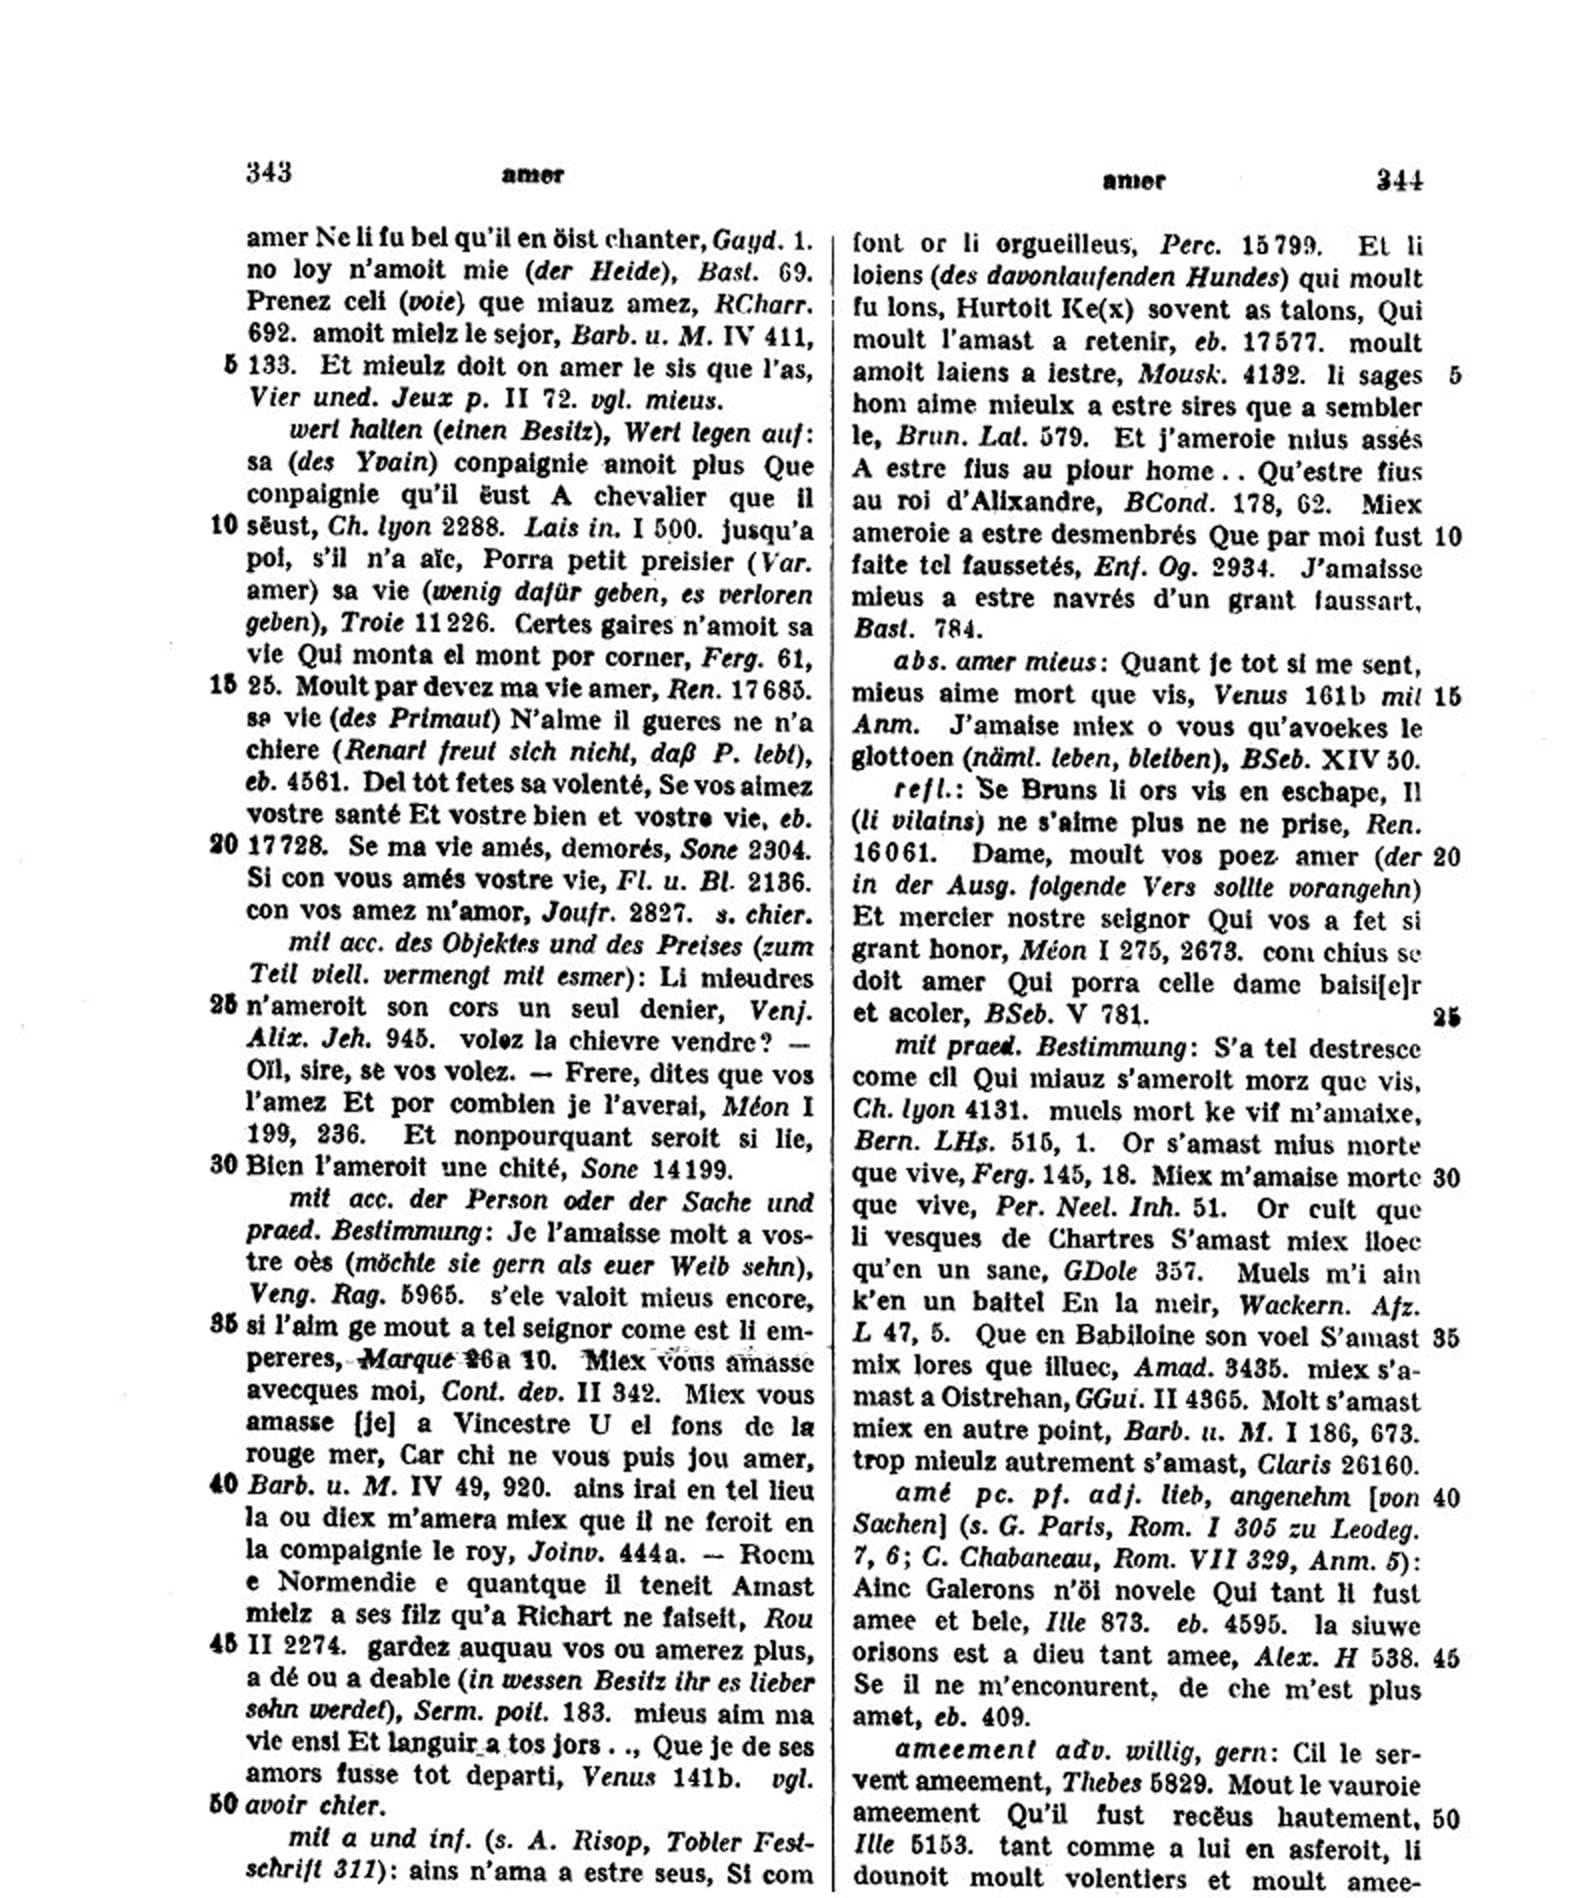 343 amer
amer Ne li fu bel qu'il en öist chanter, Gayd. 1.
no loy n'amoit mie (der Heide), Bast. 69.
Prenez celi (voie) que miauz amez, RCharr.
692. amoit mielz le sejor, Barb. u. M. IV 411,
5 133. Et mieulz doit on amer le sis que l'as,
Vier uned. Jeux p. II 72. vgl. mieus.
wert halten (einen Besitz), Wert legen auf:
sa (des Yvain) conpaignie amoit plus Que
conpaignie qu'il ëust A chevalier que il
10 sëust, Ch. lyon 2288. Lais in. I 500. jusqu'a
poi, s'il n'a aïe, Porra petit preisier (Var.
amer) sa vie (wenig dafür geben, es verloren
geben), Troie 11226. Certes gaires n'amoit sa
vie Qui monta el mont por corner, Ferg. 61,
15 25. Moult par devez ma vie amer, Ren. 17685.
sa vie (des Primaut) N'aime il gueres ne n'a
chiere (Renart freut sich nicht, daß P. lebt),
eb. 4561. Del tot fetes sa volenté, Se vos aimez
vostre santé Et vostre bien et vostre vie, eb.
20 17728. Se ma vie amés, demorés, Sone 2304.
Si con vous amés vostre vie, Fl. u. Bl. 2136.
con vos amez m'amor, Joufr. 2827. s. chier.
mit acc. des Objektes und des Preises (zum
Teil viell. vermengt mit esmer): Li mieudres
25 n'ameroit son cors un seul denier, Venj.
Alix. Jeh. 945. volez la chievre vendre? —
Oïl, sire, se vos volez. — Frere, dites que vos
l'amez Et por combien je l'averai, Méon I
199, 236. Et nonpourquant seroit si lie,
30 Bien l'ameroit une chité, Sone 14199.
mit acc. der Person oder der Sache und
praed. Bestimmung: Je l'amaisse molt a vos-
tre oès (möchte sie gern als euer Weib sehn),
Veng. Rag. 5965. s'ele valoit mieus encore,
35 si l'aim ge mout a tel seignor come est li em-
pereres, Marque 26a 10. Miex vous amasse
avecques moi, Cont. dev. II 342. Miex vous
amasse [je] a Vincestre U el fons de la
rouge mer, Car chi ne vous puis jou amer,
40 Barb. u. M. IV 49, 920. ains irai en tel lieu
la ou diex m'amera miex que il ne feroit en
la compaignie le roy, Joinv. 444a. — Roem
e Normendie e quantque il teneit Amast
mielz a ses filz qu'a Richart ne faiseit, Rou
45 II 2274. gardez auquau vos ou amerez plus,
a dé ou a deable (in wessen Besitz ihr es lieber
sehn werdet), Serm. poit. 183. mieus aim ma
vie ensi Et languir a tos jors . ., Que je de ses
amors fusse tot departi, Venus 141b. vgl.
50 avoir chier.
mit a und inf. (s. A. Risop, Tobler Fest-
schrift 311): ains n'ama a estre seus, Si com
amer 344
font or li orgueilleus, Perc. 15799. Et li
loiens (des davonlaufenden Hundes) qui moult
fu lons, Hurtoit Ke(x) sovent as talons, Qui
moult l'amast a retenir, eb. 17577. moult
amoit laiens a iestre, Mousk. 4132. li sages 5
hom aime mieulx a estre sires que a sembler
le, Brun. Lat. 579. Et j'ameroie mius assés
A estre fius au piour home . . Qu'estre fius
au roi d'Alixandre, BCond. 178, 62. Miex
ameroie a estre desmenbrés Que par moi fust 10
faite tel faussetés, Enf. Og. 2934. J'amaisse
mieus a estre navrés d'un grant faussart,
Bast. 784.
abs. amer mieus: Quant je tot si me sent,
mieus aime mort que vis, Venus 161b mit 15
Anm. J'amaise miex o vous qu'avoekes le
glottoen (näml. leben, bleiben), BSeb. XIV 50.
refl.: Se Bruns li ors vis en eschape, Il
(li vilains) ne s'aime plus ne ne prise, Ren.
16061. Dame, moult vos poez amer (der 20
in der Ausg. folgende Vers sollte vorangehn)
Et mercier nostre seignor Qui vos a fet si
grant honor, Méon I 275, 2673. com chius se
doit amer Qui porra celle dame baisi[e]r
et acoler, BSeb. V 781. 25
mit praed. Bestimmung: S'a tel destresce
come cil Qui miauz s'ameroit morz que vis,
Ch. lyon 4131. muels mort ke vif m'amaixe,
Bern. LHs. 515, 1. Or s'amast mius morte
que vive, Ferg. 145, 18. Miex m'amaise morte 30
que vive, Per. Neel. Inh. 51. Or cuit que
li vesques de Chartres S'amast miex iloec
qu'en un sane, GDole 357. Muels m'i ain
k'en un baitel En la meir, Wackern. Afz.
L 47, 5. Que en Babiloine son voel S'amast 35
mix lores que illuec, Amad. 3435. miex s'a-
mast a Oistrehan, GGui. II 4365. Molt s'amast
miex en autre point, Barb. u. M. I 186, 673.
trop mieulz autrement s'amast, Claris 26160.
amé pc. pf. adj. lieb, angenehm [von 40
Sachen] (s. G. Paris, Rom. I 305 zu Leodeg.
7, 6; C. Chabaneau, Rom. VII 329, Anm. 5):
Ainc Galerons n'öi novele Qui tant li fust
amee et bele, Ille 873. eb. 4595. la siuwe
orisons est a dieu tant amee, Alex. H 538. 45
Se il ne m'enconurent, de che m'est plus
amet, eb. 409.
ameement adv. willig, gern: Cil le ser-
vent ameement, Thebes 5829. Mout le vauroie
ameement Qu'il fust recëus hautement, 50
Ille 5153. tant comme a lui en asferoit, li
dounoit moult volentiers et moult amee-